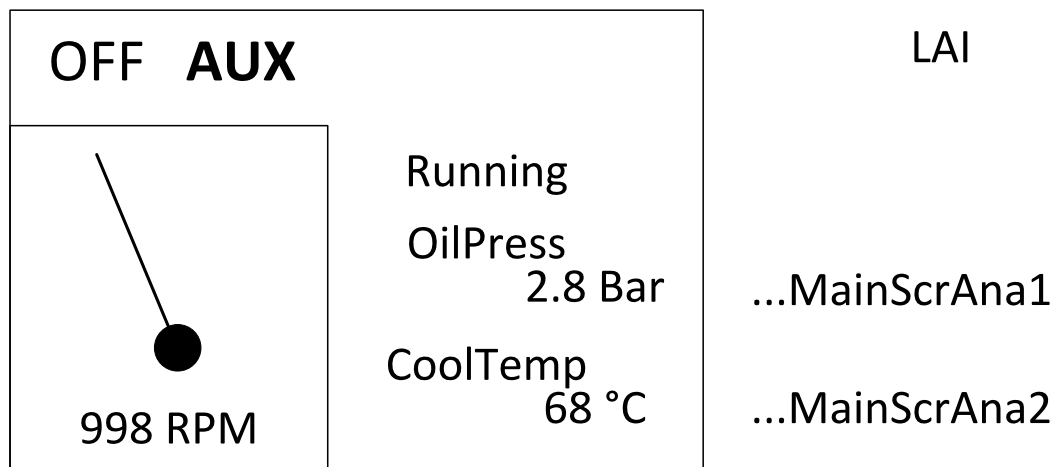 OFF AUX
LAI
Running
OilPress
2.8 Bar
...MainScrAna1
CoolTemp
68 °C
...MainScrAna2
998 RPM